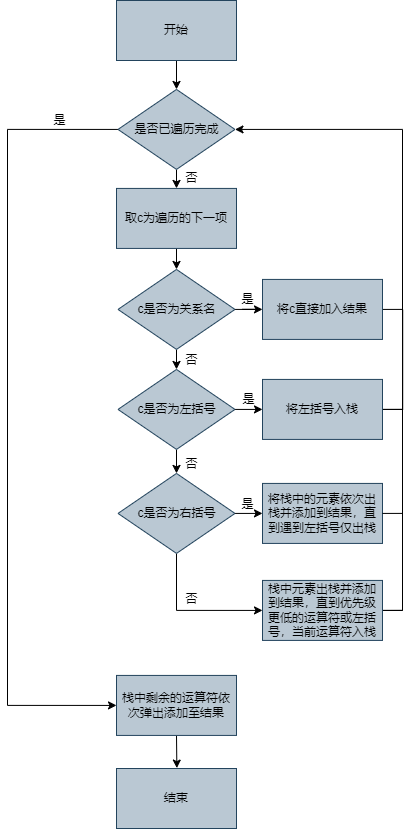 开始
是否已遍历完成
是
否
取c为遍历的下一项
c是否为关系名
是
将c直接加入结果
否
c是否为左括号
是
将左括号入栈
否
c是否为右括号
是
将栈中的元素依次出
栈并添加到结果，直
到遇到左括号仅出栈
否
栈中元素出栈并添加
到结果，直到优先级
更低的运算符或左括
号，当前运算符入栈
栈中剩余的运算符依
次弹出添加至结果
结束